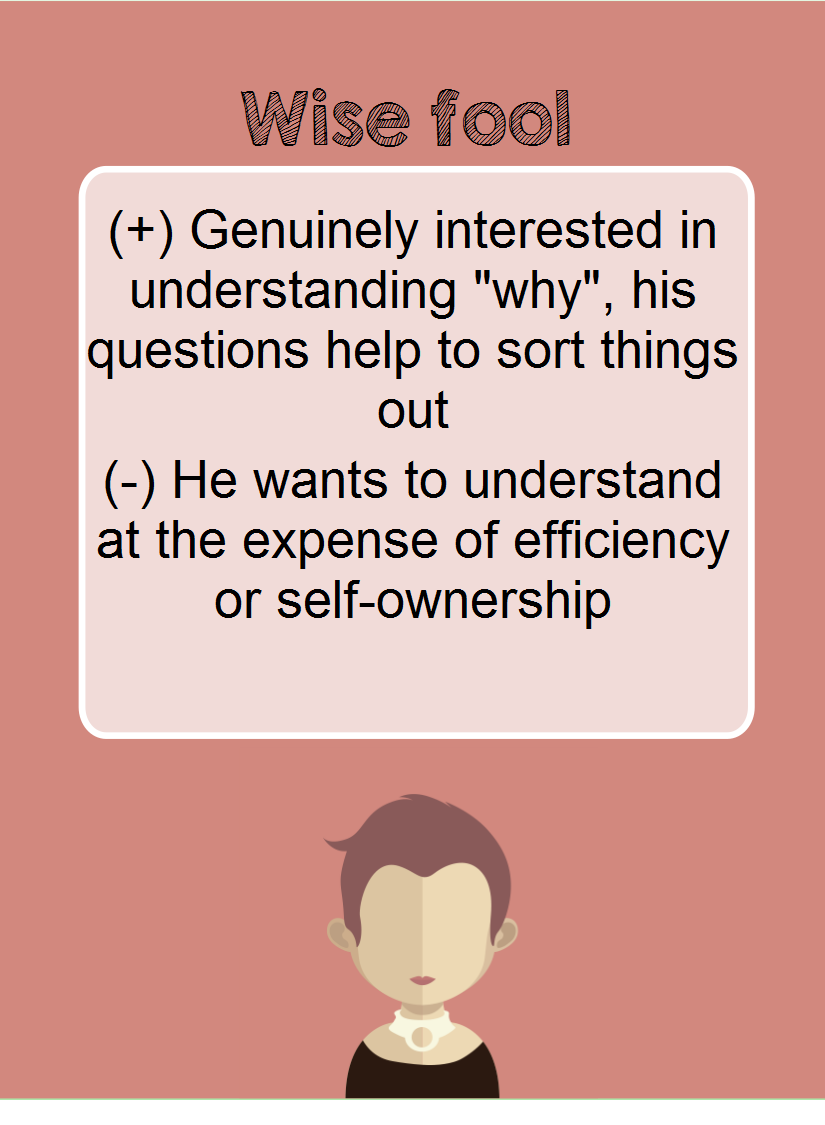 Wise fool
(+) Genuinely interested in
understanding "why", his
questions help to sort things
out
(-) He wants to understand
at the expense of efficiency
or self-ownership